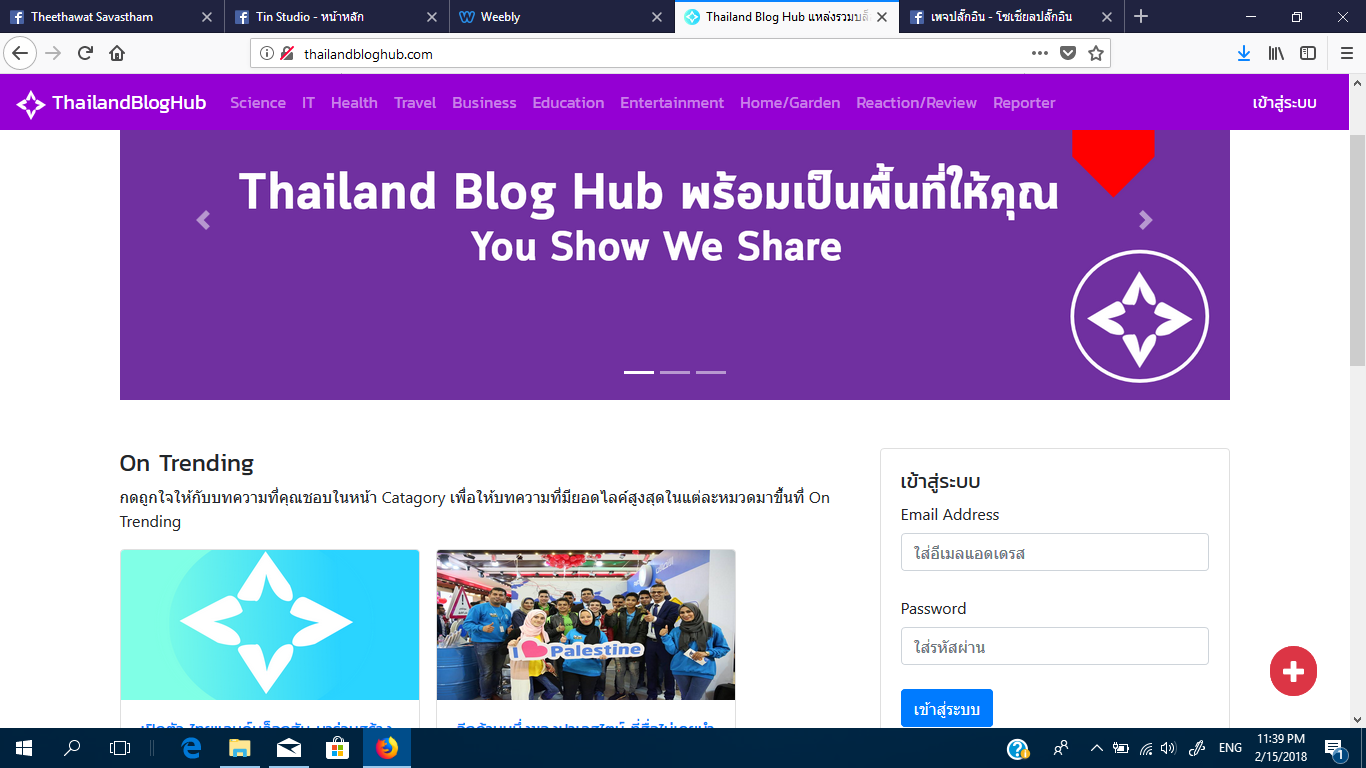 Theethawat Savastham
Tin Studio - หน้าหลัก
Weebly
Thailand Blog Hub แหล่งรวมบล็
เพจปลั๊กอิน - โซเชียลปลั๊กอิน
thailandbloghub.com
ThailandBlogHub
Science
IT
Health
Travel
Business
Education
Entertainment
Home/Garden
Reaction/Review
Reporter
เข้าสู่ระบบ
Thailand Blog Hub พร้อมเป็นพื้นที่ให้คุณ
You Show We Share
On Trending
กดถูกใจให้กับบทความที่คุณชอบในหน้า Catagory เพื่อให้บทความที่มียอดไลค์สูงสุดในแต่ละหมวดมาขึ้นที่ On
Trending
I Palestine
เข้าสู่ระบบ
Email Address
ใส่อีเมลแอดเดรส
Password
ใส่รหัสผ่าน
เข้าสู่ระบบ
ENG
11:39 PM
2/15/2018
1